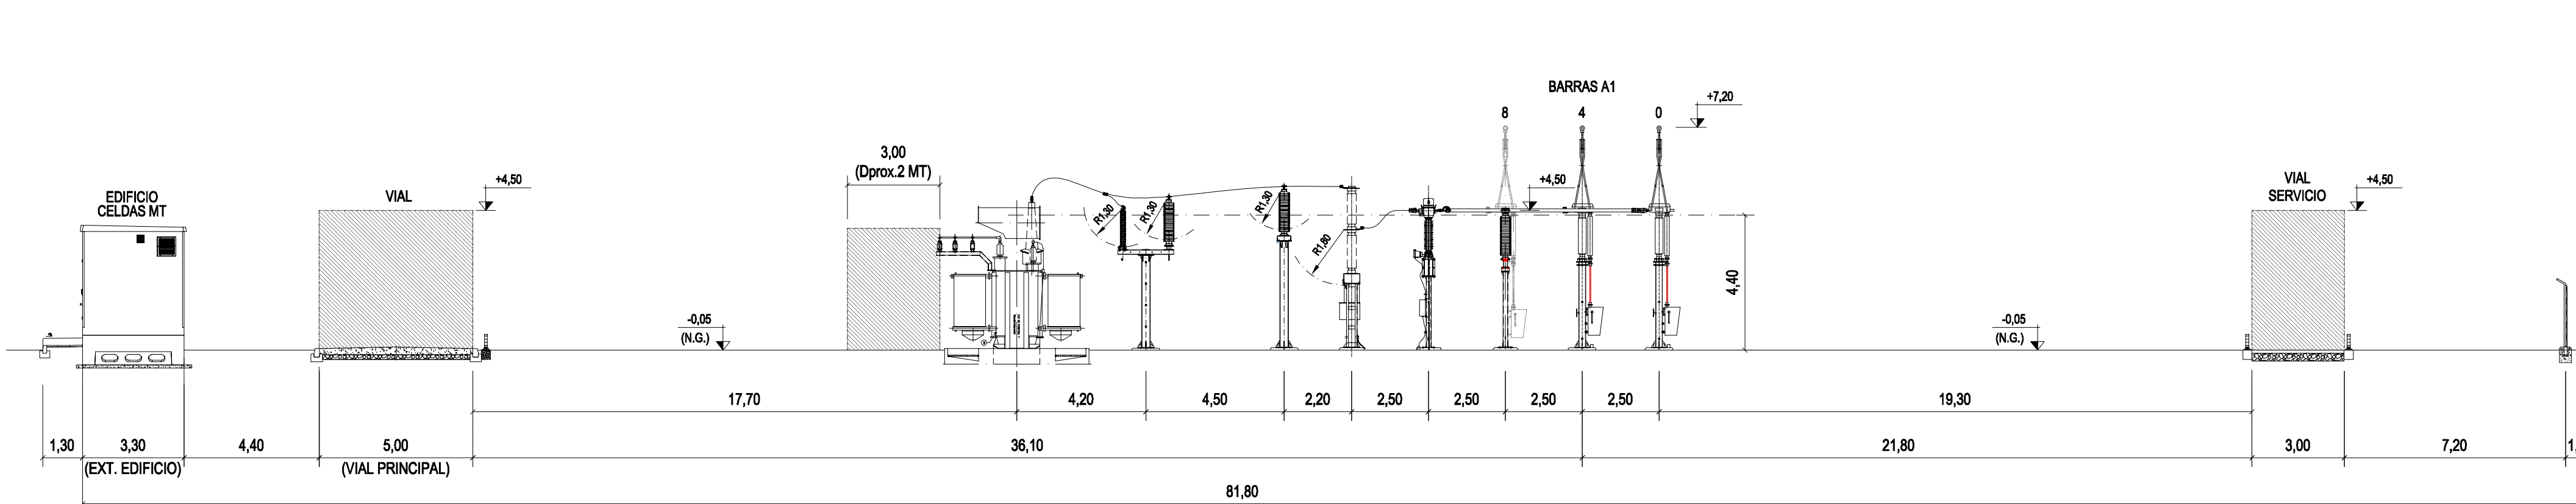 BARRAS A1
+7,20
8
4
0
3,00
(Dprox.2 MT)
+4,50
+4,50
VIAL
SERVICIO
+4,50
EDIFICIO
CELDAS MT
VIAL
R1,30
R1,30
R1,30
R1,80
4,40
-0,05
(N.G.)
-0,05
(N.G.)
17,70
4,20
4,50
2,20
2,50
2,50
2,50
2,50
19,30
1,30
3,30
4,40
5,00
36,10
21,80
3,00
7,20
(EXT. EDIFICIO)
(VIAL PRINCIPAL)
81,80